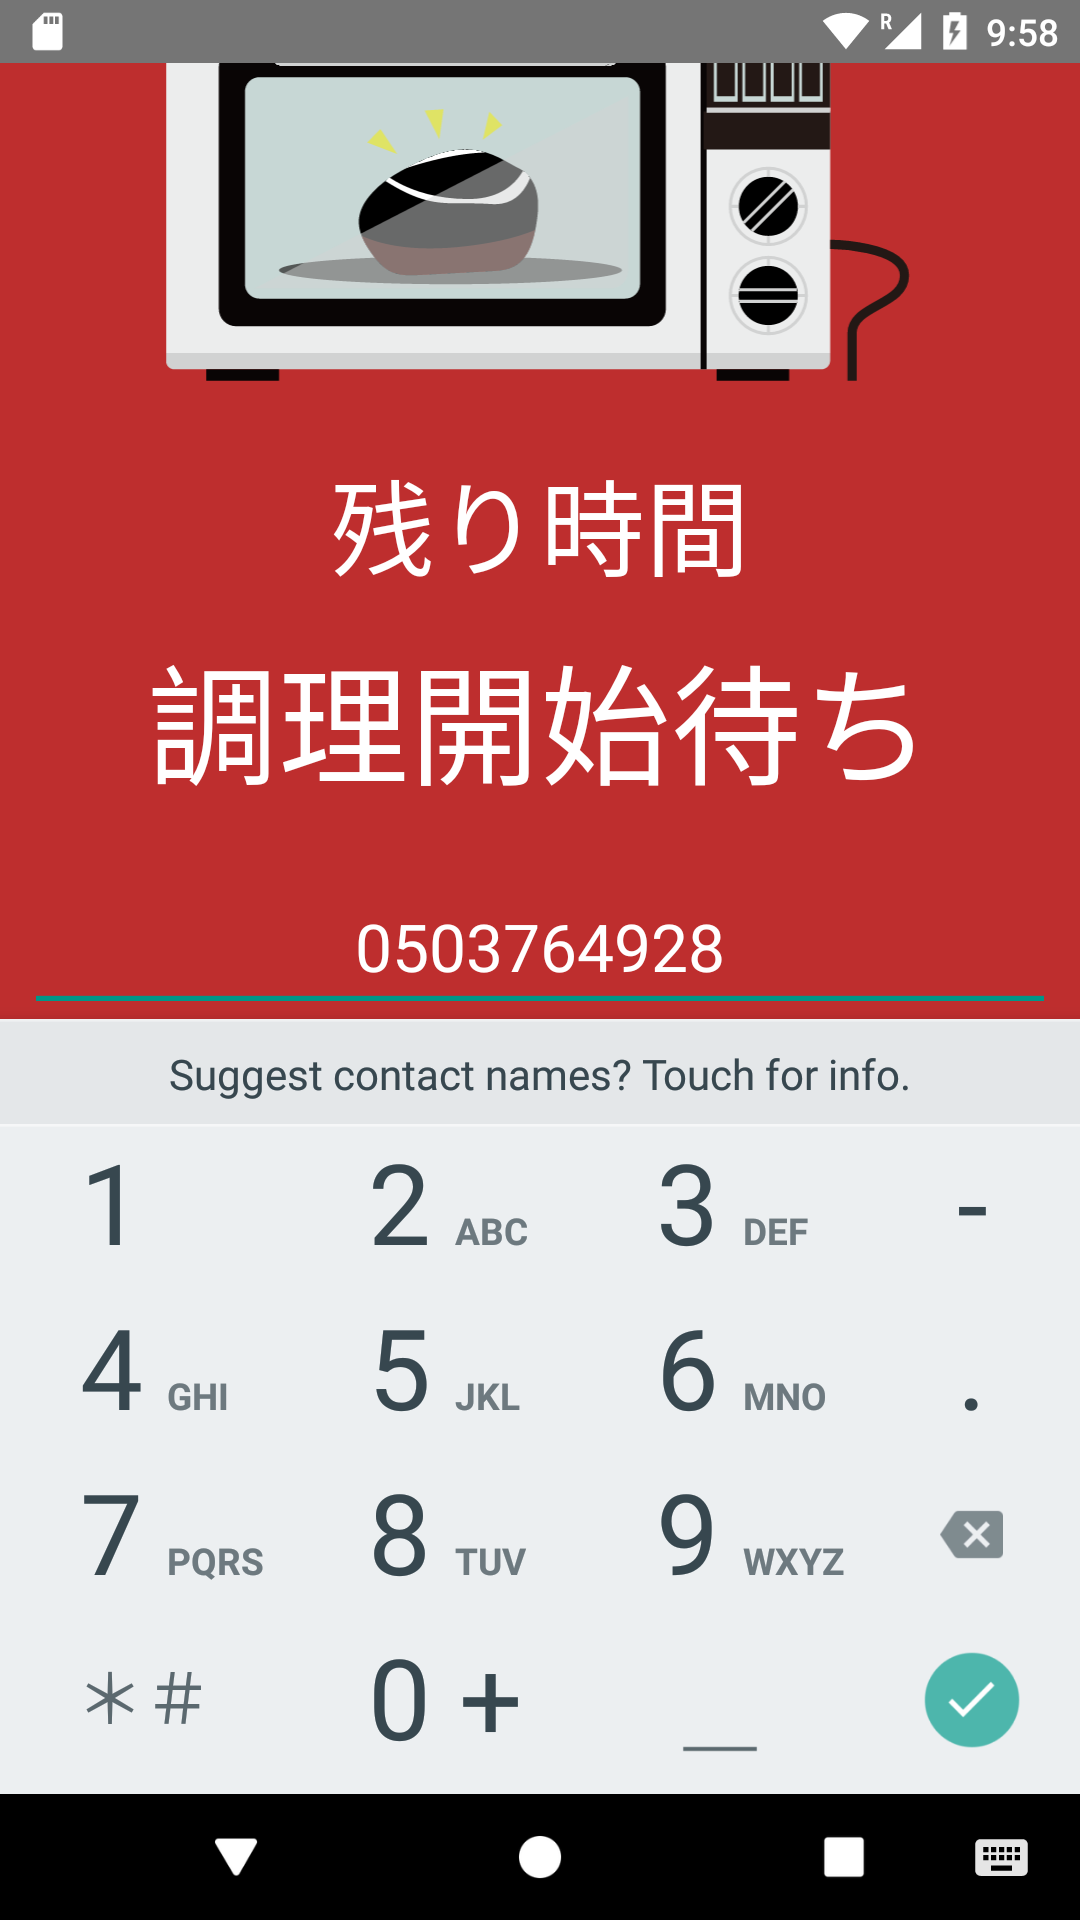 R 9:58
残り時間
調理開始待ち
0503764928
Suggest contact names? Touch for info.
1 2 ABC 3 DEF -
4 GHI 5 JKL 6 MNO .
7 PQRS 8 TUV 9 WXYZ
*# 0 + _